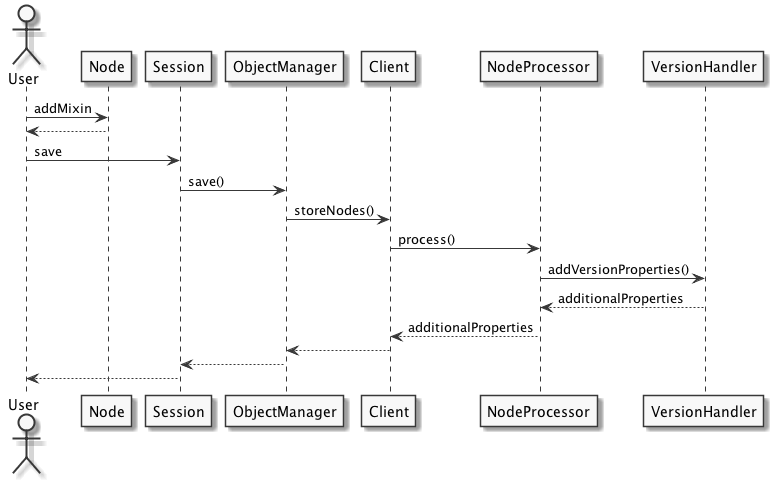 User
Node
Session
ObjectManager
Client
NodeProcessor
VersionHandler
addMixin
save
save()
storeNodes()
process()
addVersionProperties()
additionalProperties
additionalProperties
User
Node
Session
ObjectManager
Client
NodeProcessor
VersionHandler